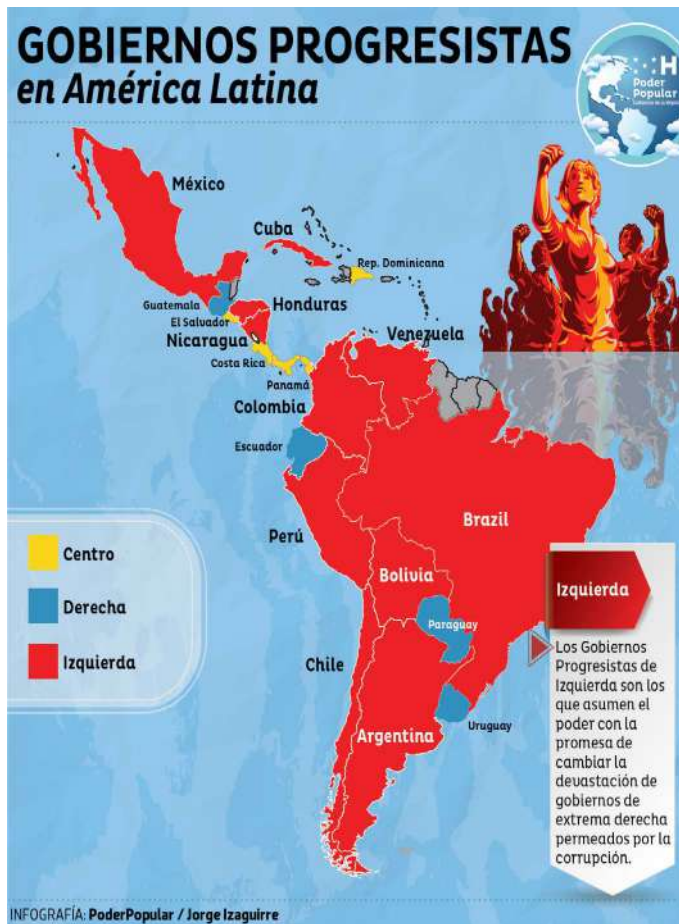 GOBIERNOS PROGRESISTAS
en América Latina
H
Poder
Popular
México
Cuba
Rep. Dominicana
Guatemala
Honduras
El Salvador
Nicaragua
Venezuela
Costa Rica
Panamá
Colombia
Escuador
Perú
Brazil
Bolivia
Paraguay
Chile
Argentina
Uruguay
Centro
Derecha
Izquierda
Izquierda
Los Gobiernos
Progresistas de
Izquierda son los
que asumen el
poder con la
promesa de
cambiar la
devastación de
gobiernos de
extrema derecha
permeados por la
corrupción.
INFOGRAFÍA: PoderPopular / Jorge Izaguirre